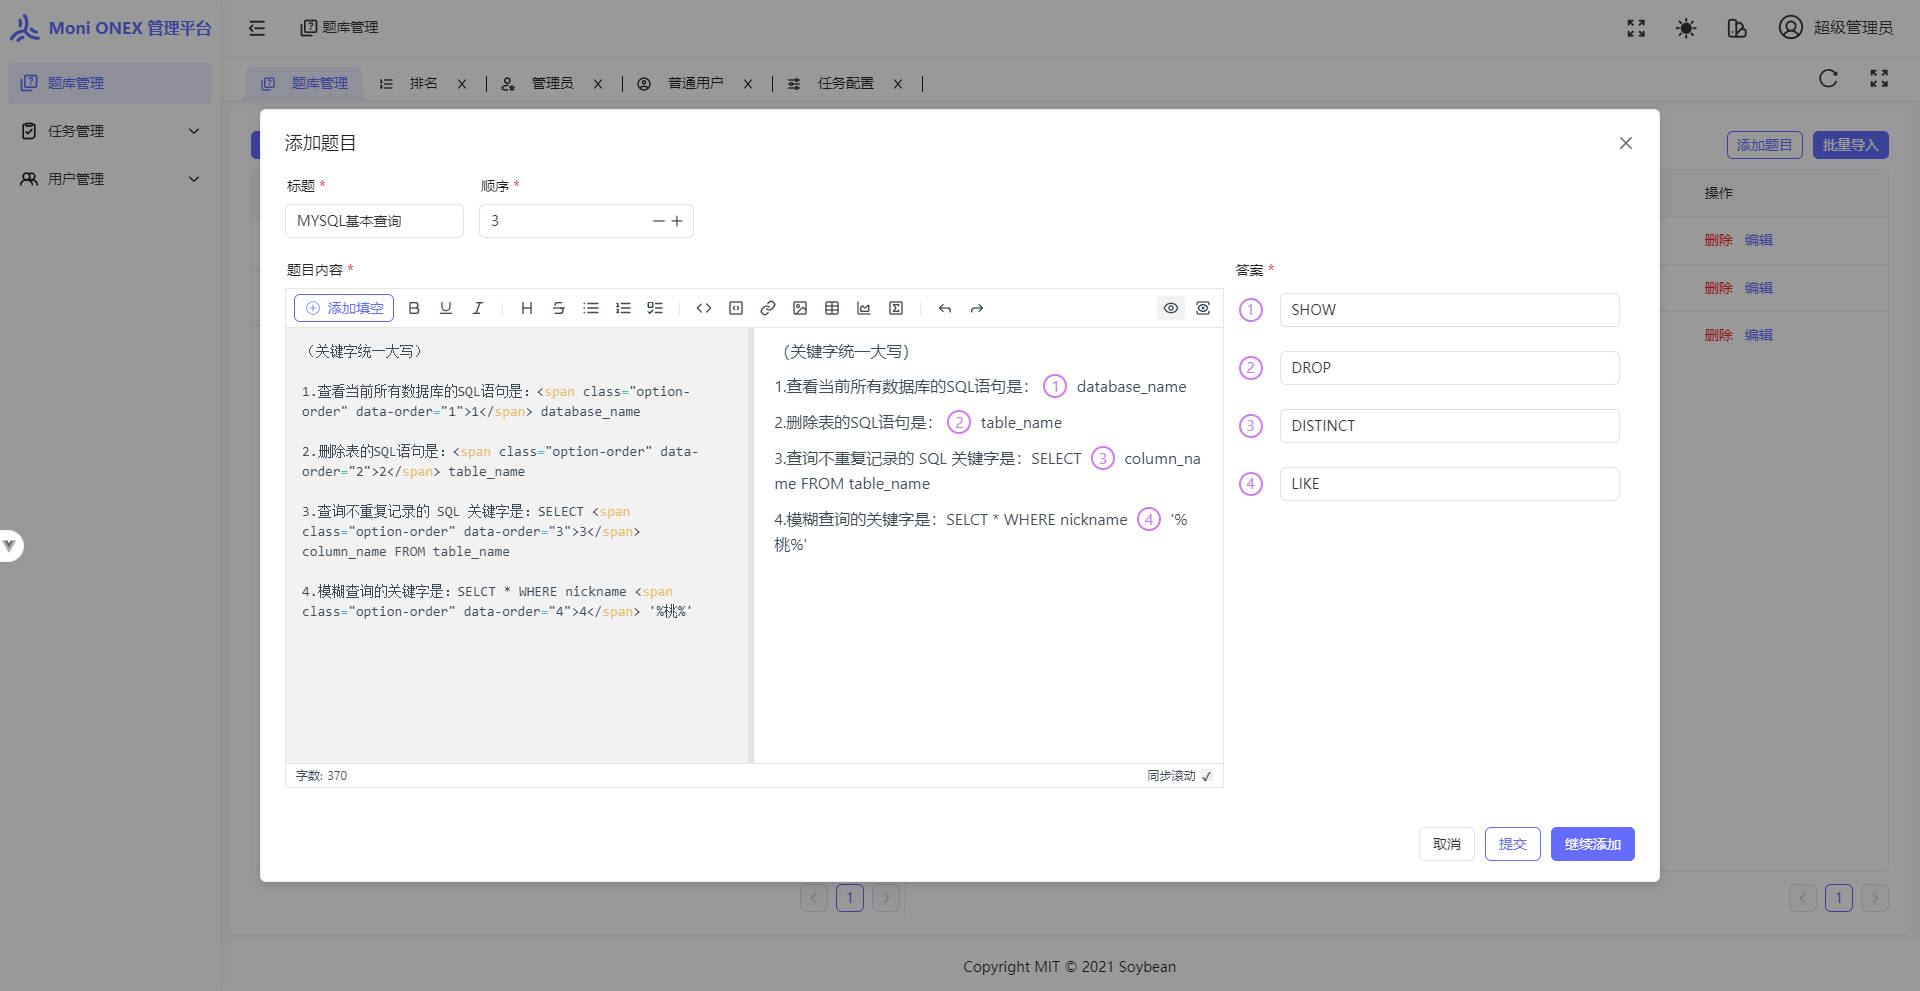 Moni ONEX 管理平台
题库管理
超级管理员
题库管理
任务管理
用户管理
题库管理
排名
管理员
普通用户
任务配置
添加题目
批量导入
操作
删除 编辑
删除 编辑
删除 编辑
添加题目
标题 *
顺序 *
MYSQL基本查询
3
题目内容 *
添加填空
（关键字统一大写）
1.查看当前所有数据库的SQL语句是：<span class="option-
order" data-order="1">1</span> database_name
2.删除表的SQL语句是：<span class="option-order" data-
order="2">2</span> table_name
3.查询不重复记录的 SQL 关键字是：SELECT <span
class="option-order" data-order="3">3</span>
column_name FROM table_name
4.模糊查询的关键字是：SELCT * WHERE nickname <span
class="option-order" data-order="4">4</span> '%桃%'
（关键字统一大写）
1.查看当前所有数据库的SQL语句是： 1 database_name
2.删除表的SQL语句是： 2 table_name
3.查询不重复记录的 SQL 关键字是：SELECT 3 column_na
me FROM table_name
4.模糊查询的关键字是：SELCT * WHERE nickname 4 '%
桃%'
字数: 370
同步滚动
答案 *
1 SHOW
2 DROP
3 DISTINCT
4 LIKE
取消
提交
继续添加
1
1
Copyright MIT © 2021 Soybean